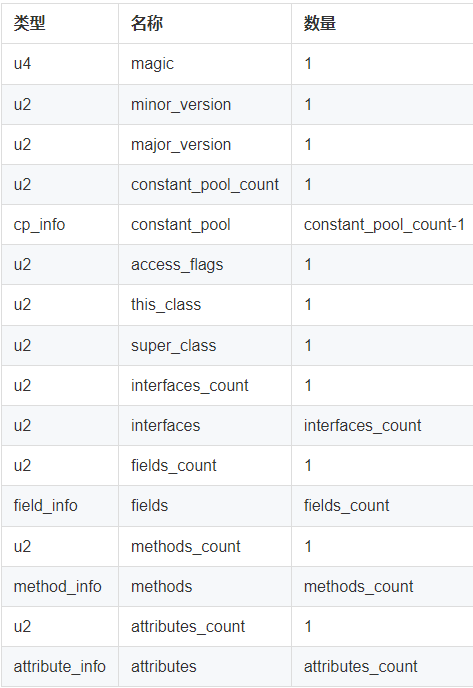 类型 名称 数量
u4 magic 1
u2 minor_version 1
u2 major_version 1
u2 constant_pool_count 1
cp_info constant_pool constant_pool_count-1
u2 access_flags 1
u2 this_class 1
u2 super_class 1
u2 interfaces_count 1
u2 interfaces interfaces_count
u2 fields_count 1
field_info fields fields_count
u2 methods_count 1
method_info methods methods_count
u2 attributes_count 1
attribute_info attributes attributes_count